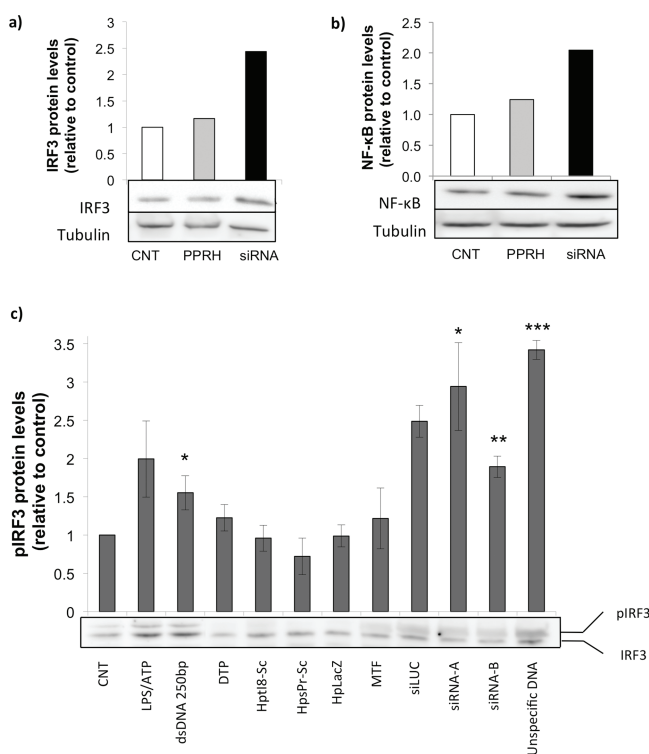 a)
IRF3 protein levels
(relative to control)
3
2.5
2
1.5
1
0.5
0
IRF3
Tubulin
CNT PPRH siRNA
b)
NF-κB protein levels
(relative to control)
2.5
2.0
1.5
1.0
0.5
0.0
NF-κB
Tubulin
CNT PPRH siRNA
c)
pIRF3 protein levels
(relative to control)
3.5
3
2.5
2
1.5
1
0.5
0
* * ** ***
pIRF3
IRF3
CNT
LPS/ATP
dsDNA 250bp
DTP
HptI8-Sc
HpsPr-Sc
HpLacZ
MTF
siLUC
siRNA-A
siRNA-B
Unspecific DNA